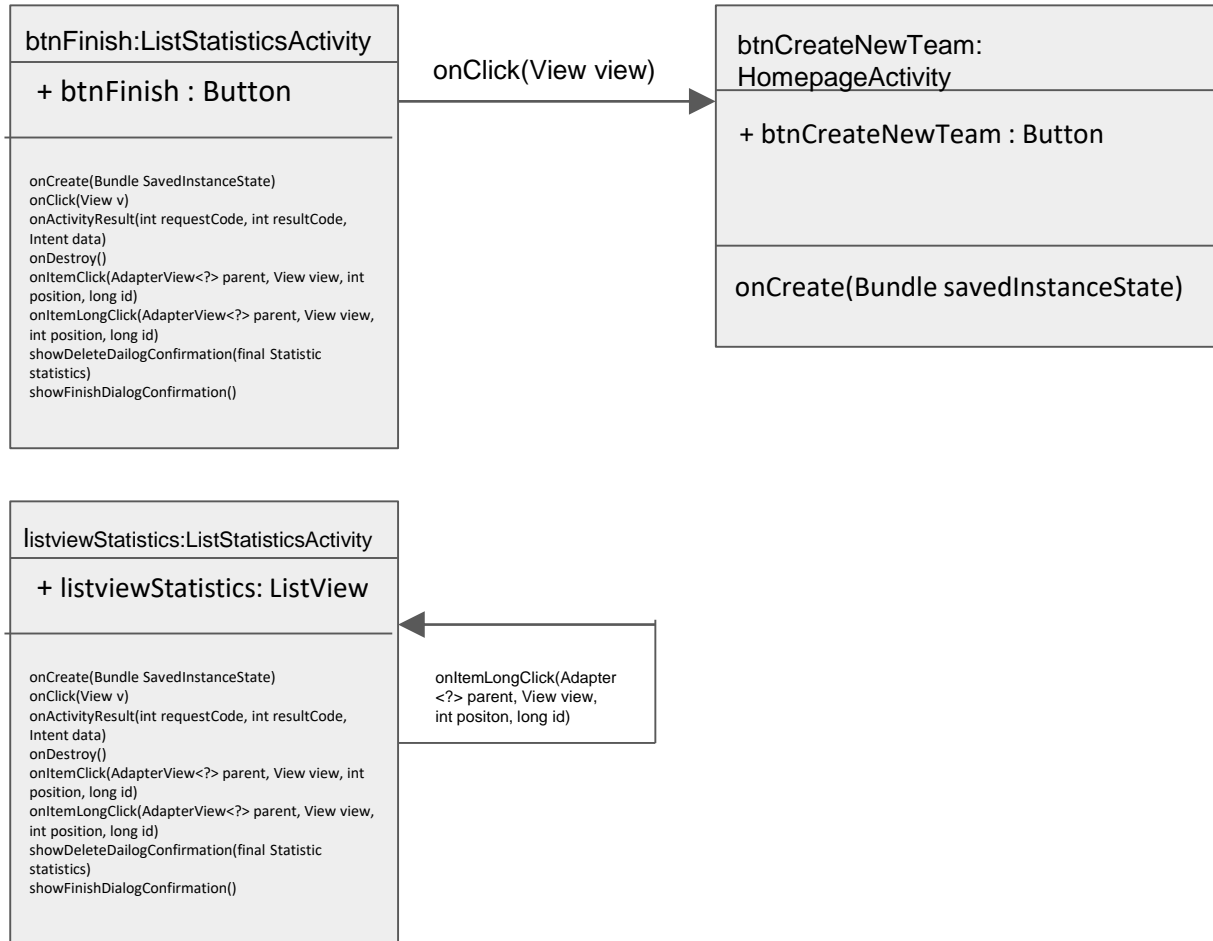 btnFinish:ListStatisticsActivity
+ btnFinish : Button
onCreate(Bundle SavedInstanceState)
onClick(View v)
onActivityResult(int requestCode, int resultCode,
Intent data)
onDestroy()
onItemClick(AdapterView<?> parent, View view, int
position, long id)
onItemLongClick(AdapterView<?> parent, View view,
int position, long id)
showDeleteDailogConfirmation(final Statistic
statistics)
showFinishDialogConfirmation()
onClick(View view)
btnCreateNewTeam:
HomepageActivity
+ btnCreateNewTeam : Button
onCreate(Bundle savedInstanceState)
listviewStatistics:ListStatisticsActivity
+ listviewStatistics: ListView
onCreate(Bundle SavedInstanceState)
onClick(View v)
onActivityResult(int requestCode, int resultCode,
Intent data)
onDestroy()
onItemClick(AdapterView<?> parent, View view, int
position, long id)
onItemLongClick(AdapterView<?> parent, View view,
int position, long id)
showDeleteDailogConfirmation(final Statistic
statistics)
showFinishDialogConfirmation()
onItemLongClick(Adapter
<?> parent, View view,
int positon, long id)